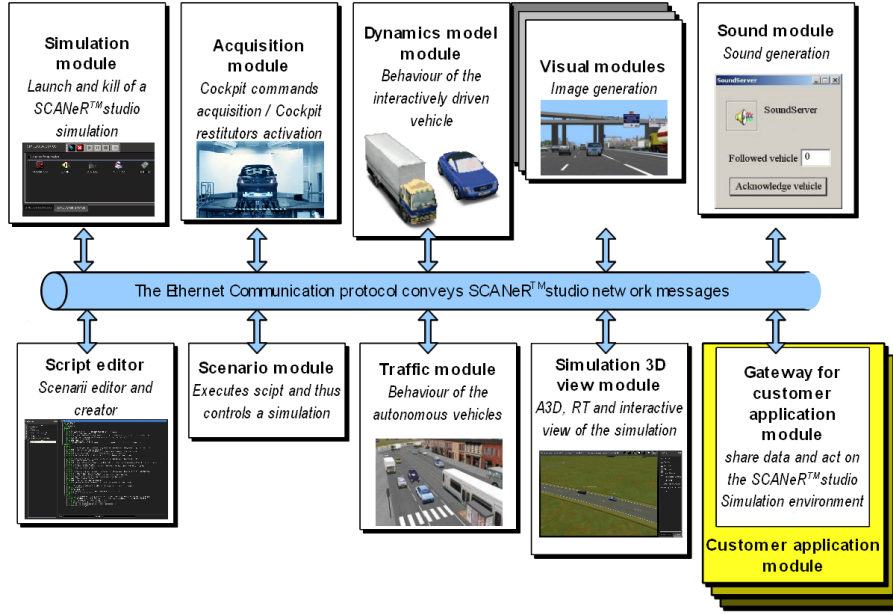 Simulation
module
Launch and kill of a
SCANeR™studio
simulation
Acquisition
module
Cockpit commands
acquisition / Cockpit
restitutors activation
Dynamics model
module
Behaviour of the
interactively driven
vehicle
Visual modules
Image generation
Sound module
Sound generation
SoundServer
SoundServer
Followed vehicle 0
Acknowledge vehicle
The Ethernet Communication protocol conveys SCANeR™studio network messages
Script editor
Scenarii editor and
creator
Scenario module
Executes scipt and thus
controls a simulation
Traffic module
Behaviour of the
autonomous vehicles
Simulation 3D
view module
A3D, RT and interactive
view of the simulation
Gateway for
customer
application
module
share data and act on
the SCANeR™studio
Simulation environment
Customer application
module